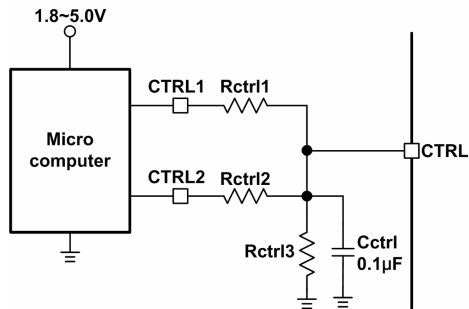 1.8~5.0V
CTRL1
Rctrl1
Micro
computer
CTRL
CTRL2
Rctrl2
Rctrl3
Cctrl
0.1µF